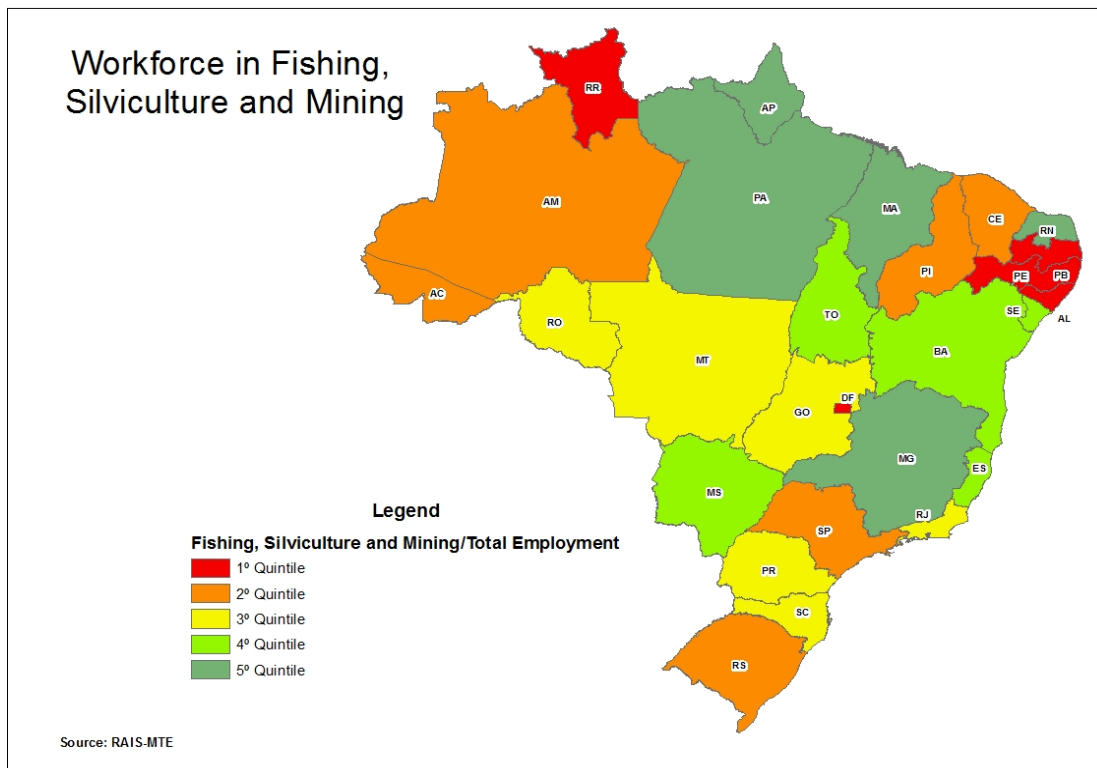 Workforce in Fishing,
Silviculture and Mining
RR
AP
AM
PA
MA
CE
RN
PI
PE
PB
AC
SE
AL
RO
TO
BA
MT
DF
GO
MG
ES
MS
RJ
SP
PR
SC
RS
Legend
Fishing, Silviculture and Mining/Total Employment
1º Quintile
2º Quintile
3º Quintile
4º Quintile
5º Quintile
Source: RAIS-MTE